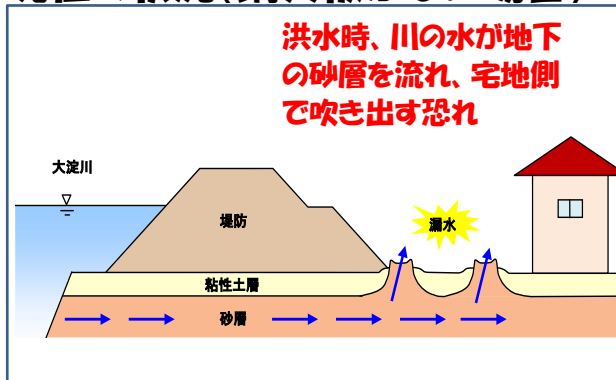 洪水時、川の水が地下
の砂層を流れ、宅地側
で吹き出す恐れ
大淀川
堤防
漏水
粘性土層
砂層